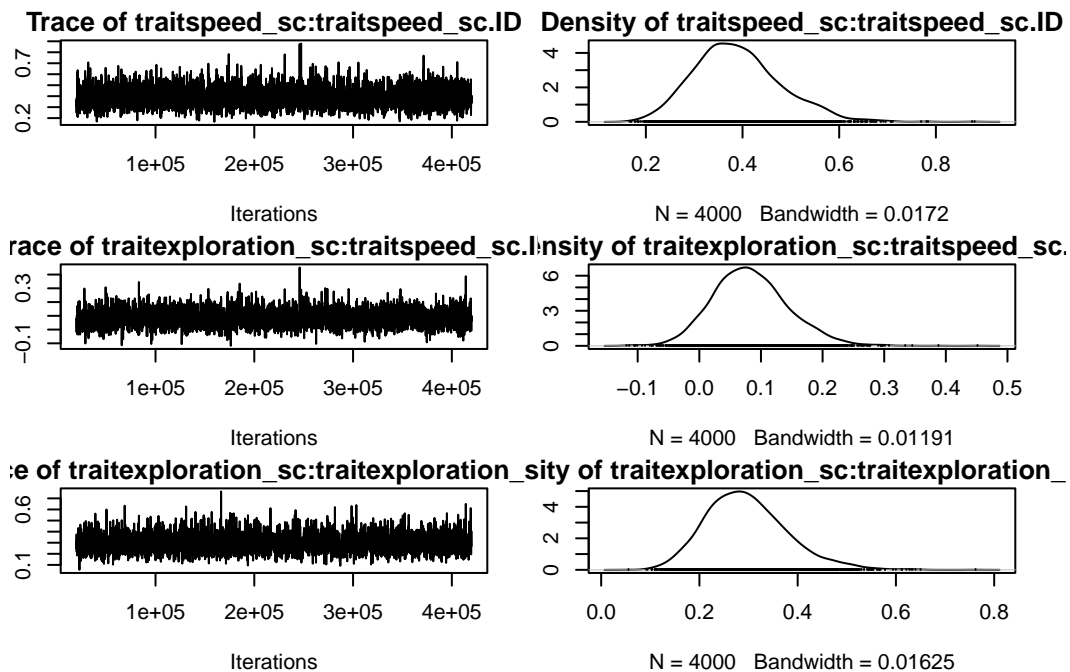 Trace of traitspeed_sc:traitspeed_sc.ID
Density of traitspeed_sc:traitspeed_sc.ID
0.2 0.7
1e+05 2e+05 3e+05 4e+05
Iterations
0 2 4
0.2 0.4 0.6 0.8
N = 4000 Bandwidth = 0.0172
race of traitexploration_sc:traitspeed_sc.I
nsity of traitexploration_sc:traitspeed_sc.
−0.1 0.3
1e+05 2e+05 3e+05 4e+05
Iterations
0 3 6
−0.1 0.0 0.1 0.2 0.3 0.4 0.5
N = 4000 Bandwidth = 0.01191
ce of traitexploration_sc:traitexploration_
sity of traitexploration_sc:traitexploration_
0.1 0.6
1e+05 2e+05 3e+05 4e+05
Iterations
0 2 4
0.0 0.2 0.4 0.6 0.8
N = 4000 Bandwidth = 0.01625